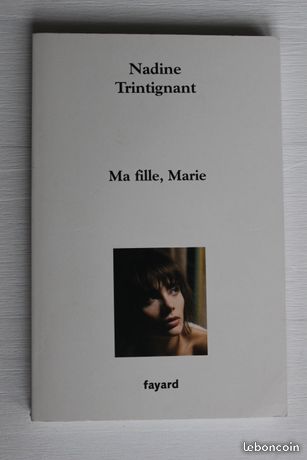 Nadine
Trintignant
Ma fille, Marie
fayard
leboncoin